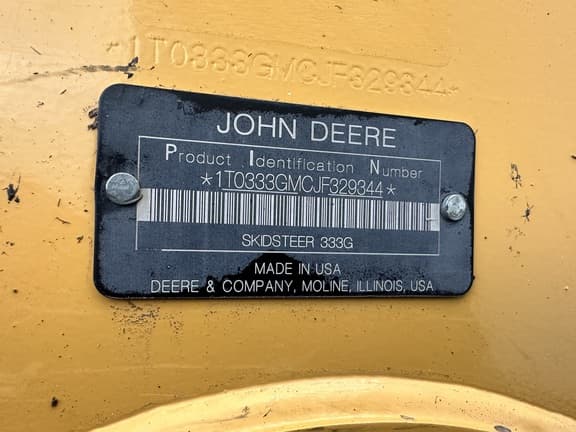 *1T0333GMCJF329344*
JOHN DEERE
Product Identification Number
*1T0333GMCJF329344*
SKIDSTEER 333G
MADE IN USA
DEERE & COMPANY, MOLINE, ILLINOIS, USA